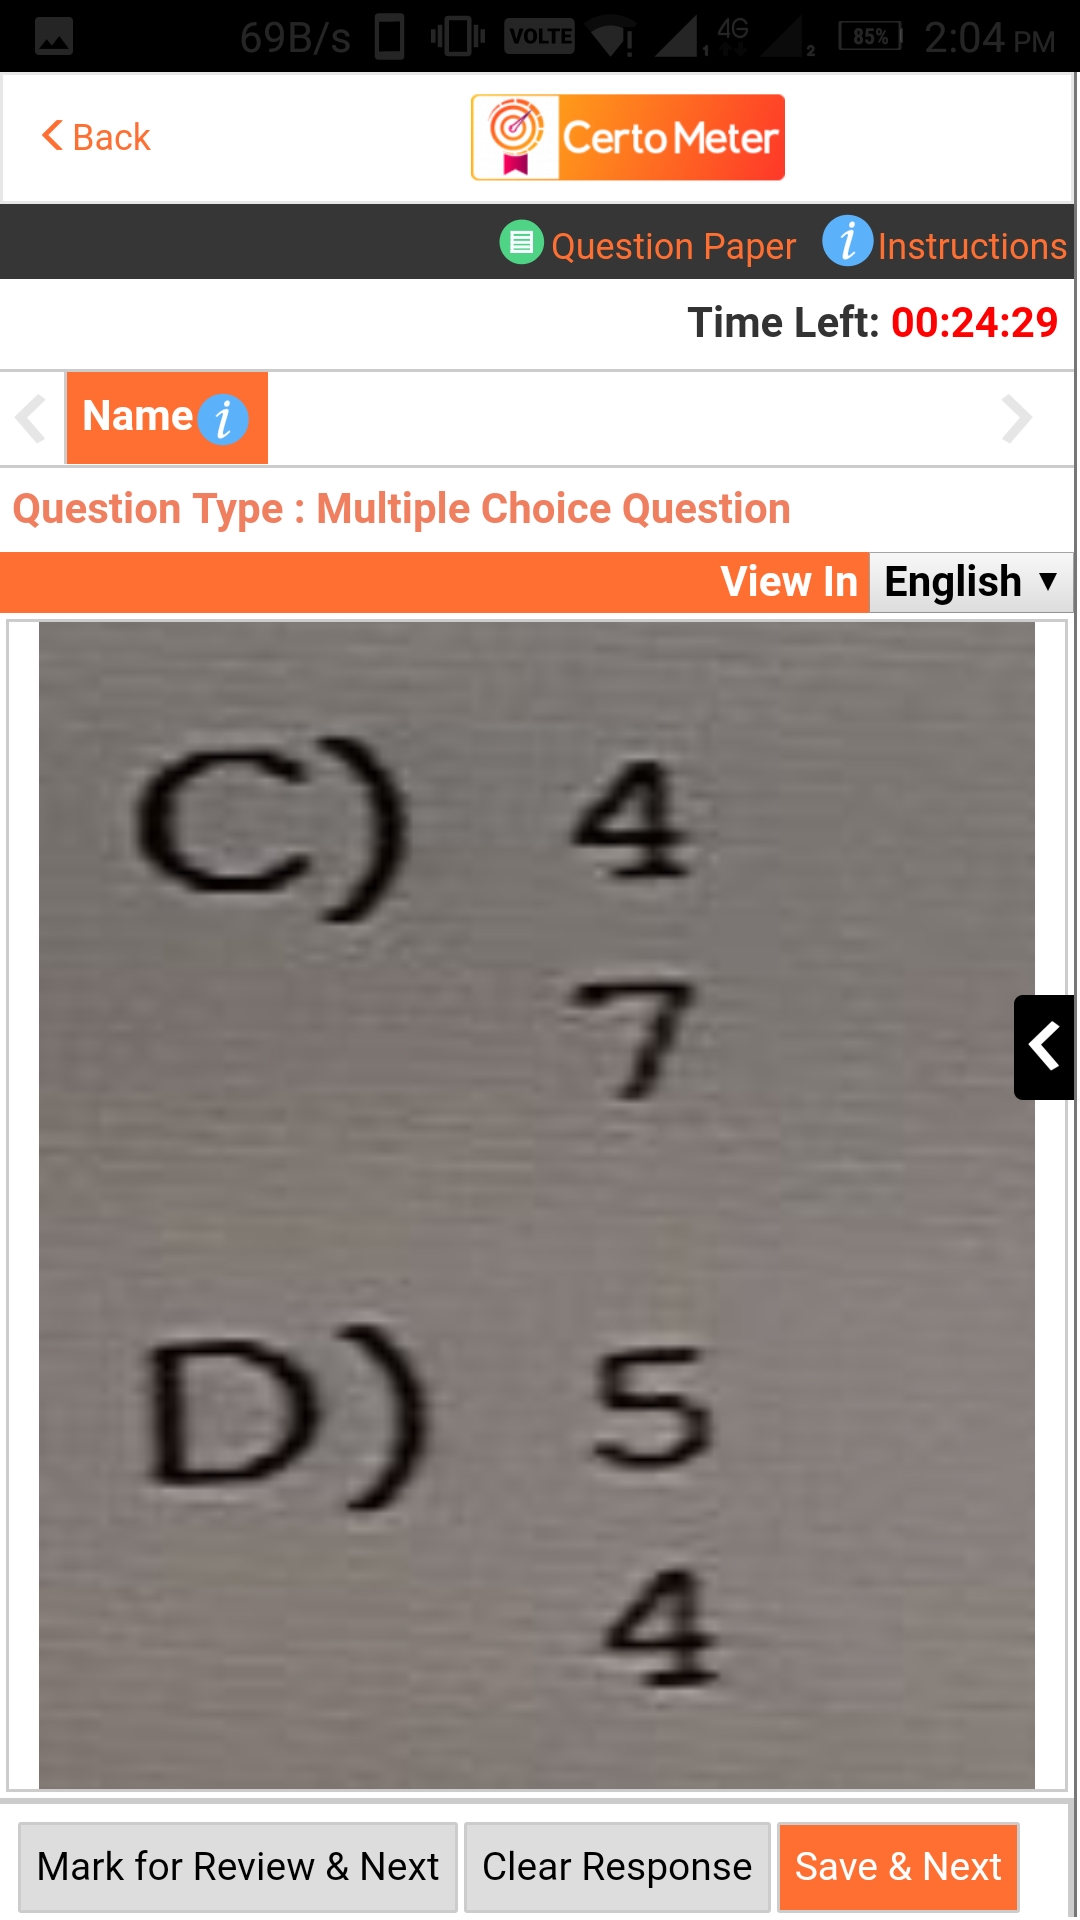 69B/s VOLTE 1 4G 2 85% 2:04 PM
Back
Certo Meter
Question Paper i Instructions
Time Left: 00:24:29
Name i
Question Type : Multiple Choice Question
View In English
C) 4
7
D) 5
4
Mark for Review & Next Clear Response Save & Next